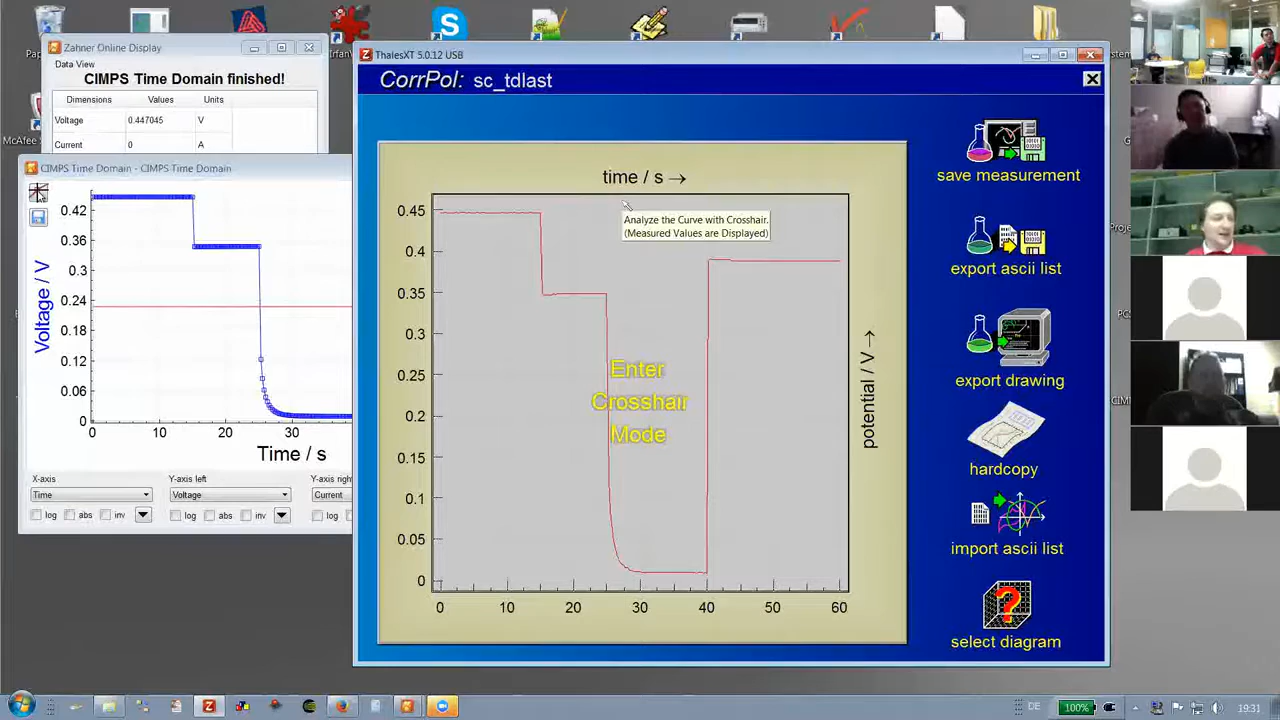 Zahner Online Display
Data View
CIMPS Time Domain finished!
Dimensions Values Units
Voltage 0.447045 V
Current 0 A
McAfee
CIMPS Time Domain - CIMPS Time Domain
0.42
0.36
0.3
0.24
0.18
0.12
0.06
0
Voltage / V
0 10 20 30
Time / s
X-axis
Time
Y-axis left
Voltage
Y-axis righ
Current
log abs inv
log abs inv
log
ThalesXT 5.0.12 USB
CorrPol: sc_tdlast
time / s →
Analyze the Curve with Crosshair.
(Measured Values are Displayed)
0.45
0.4
0.35
0.3
0.25
0.2
0.15
0.1
0.05
0
0 10 20 30 40 50 60
potential / V →
Enter
Crosshair
Mode
save measurement
export ascii list
export drawing
hardcopy
import ascii list
select diagram
DE
100%
19:31